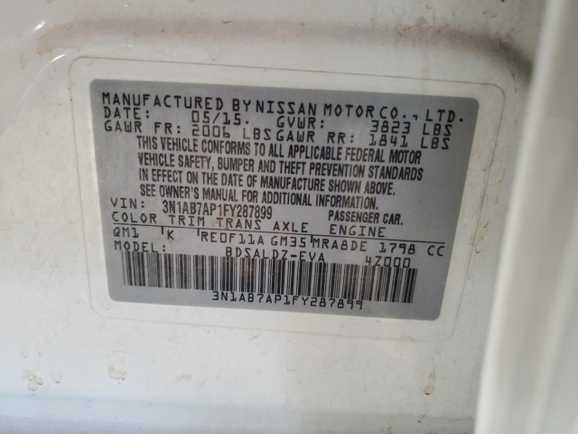 MANUFACTURED BY NISSAN MOTOR CO., LTD.
DATE: 05/15. GVWR: 3823 LBS
GAWR FR: 2006 LBS GAWR RR: 1841 LBS
THIS VEHICLE CONFORMS TO ALL APPLICABLE FEDERAL MOTOR
VEHICLE SAFETY, BUMPER AND THEFT PREVENTION STANDARDS
IN EFFECT ON THE DATE OF MANUFACTURE SHOWN ABOVE.
SEE OWNER'S MANUAL FOR ADDITIONAL INFORMATION.
VIN: 3N1AB7AP1FY287899 PASSENGER CAR.
COLOR TRIM TRANS AXLE ENGINE
QM1 K RE0F11A GM35 MRA8DE 1798 CC
MODEL: BDSALDZ-EVA 4Z000
3N1AB7AP1FY287899